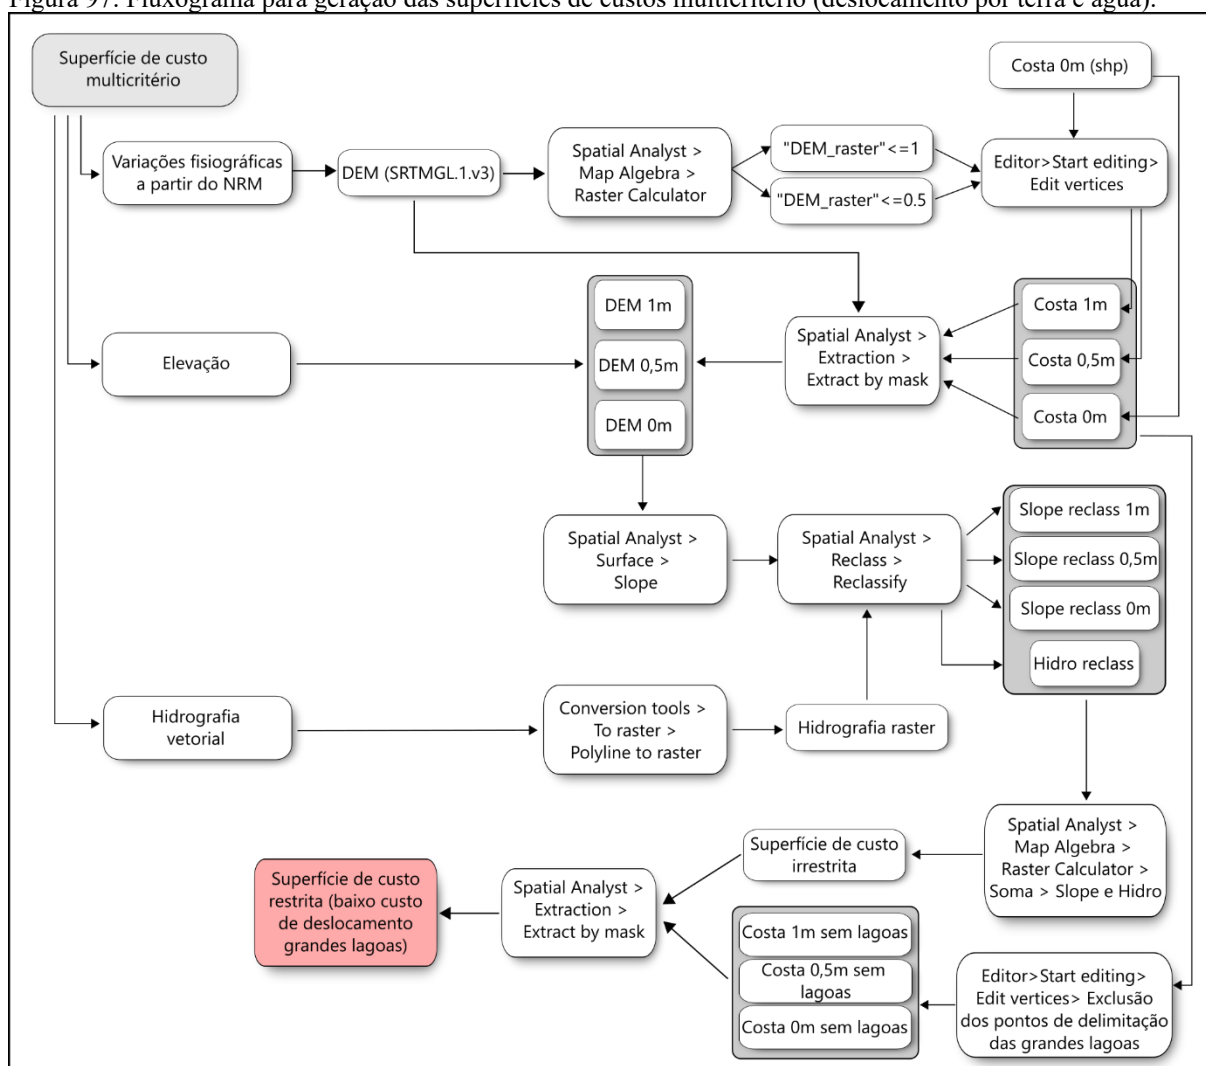 Figura 97: Fluxograma para geração das superfícies de custos multicritério (deslocamento por terra e água).
Superfície de custo
multicritério
Costa 0m (shp)
Variações fisiográficas
a partir do NRM
DEM (SRTMGL.1.v3)
Spatial Analyst >
Map Algebra >
Raster Calculator
"DEM_raster"<=1
"DEM_raster"<=0.5
Editor>Start editing>
Edit vertices
Elevação
DEM 1m
DEM 0,5m
DEM 0m
Spatial Analyst >
Extraction >
Extract by mask
Costa 1m
Costa 0,5m
Costa 0m
Spatial Analyst >
Surface >
Slope
Spatial Analyst >
Reclass >
Reclassify
Slope reclass 1m
Slope reclass 0,5m
Slope reclass 0m
Hidro reclass
Hidrografia
vetorial
Conversion tools >
To raster >
Polyline to raster
Hidrografia raster
Spatial Analyst >
Map Algebra >
Raster Calculator >
Soma > Slope e Hidro
Superfície de custo
irrestrita
Spatial Analyst >
Extraction >
Extract by mask
Superfície de custo
restrita (baixo custo
de deslocamento
grandes lagoas)
Costa 1m sem lagoas
Costa 0,5m sem
lagoas
Costa 0m sem lagoas
Editor>Start editing>
Edit vertices> Exclusão
dos pontos de delimitação
das grandes lagoas